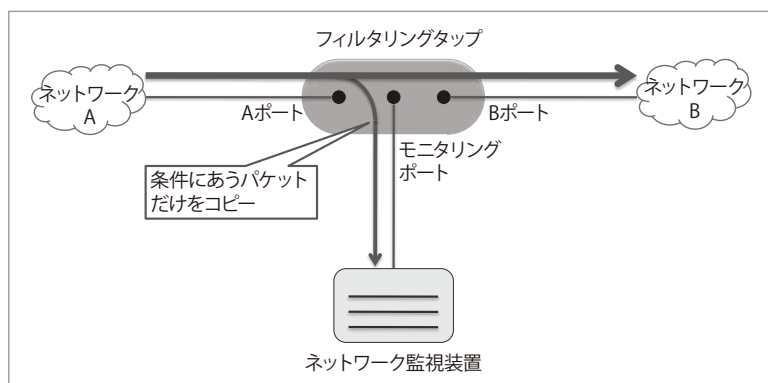 フィルタリングタップ
ネットワーク
A
Aポート
Bポート
ネットワーク
B
モニタリング
ポート
条件にあうパケット
だけをコピー
ネットワーク監視装置